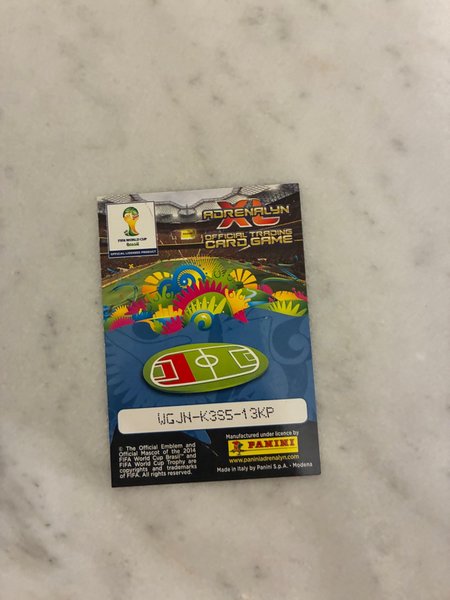 FIFA WORLD CUP
Brasil
OFFICIAL LICENSED PRODUCT
ADRENALYN
XL
OFFICIAL TRADING
CARD GAME
WGJN-K3S5-13KP
© The Official Emblem and
Official Mascot of the 2014
FIFA World Cup Brasil™ and
FIFA World Cup Trophy are
copyrights and trademarks
of FIFA. All rights reserved.
Manufactured under licence by
PANINI
www.paniniadrenalyn.com
Made in Italy by Panini S.p.A. - Modena